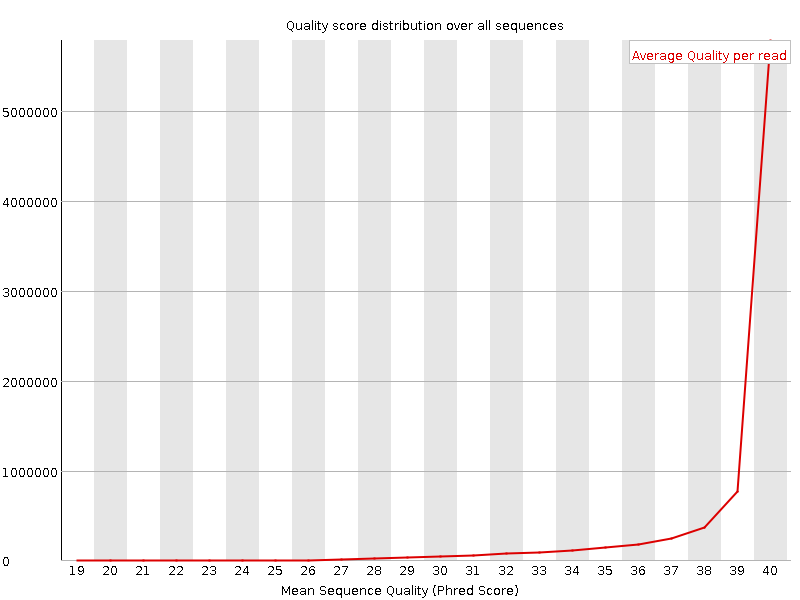 Quality score distribution over all sequences
Average Quality per read
5000000
4000000
3000000
2000000
1000000
0
19 20 21 22 23 24 25 26 27 28 29 30 31 32 33 34 35 36 37 38 39 40
Mean Sequence Quality (Phred Score)